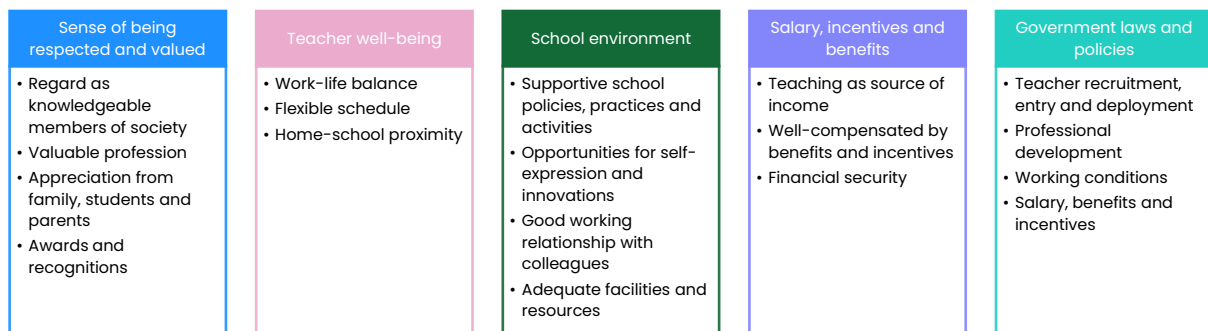 Sense of being
respected and valued
• Regard as
knowledgeable
members of society
• Valuable profession
• Appreciation from
family, students and
parents
• Awards and
recognitions
Teacher well-being
• Work-life balance
• Flexible schedule
• Home-school proximity
School environment
• Supportive school
policies, practices and
activities
• Opportunities for self-
expression and
innovations
• Good working
relationship with
colleagues
• Adequate facilities and
resources
Salary, incentives and
benefits
• Teaching as source of
income
• Well-compensated by
benefits and incentives
• Financial security
Government laws and
policies
• Teacher recruitment,
entry and deployment
• Professional
development
• Working conditions
• Salary, benefits and
incentives